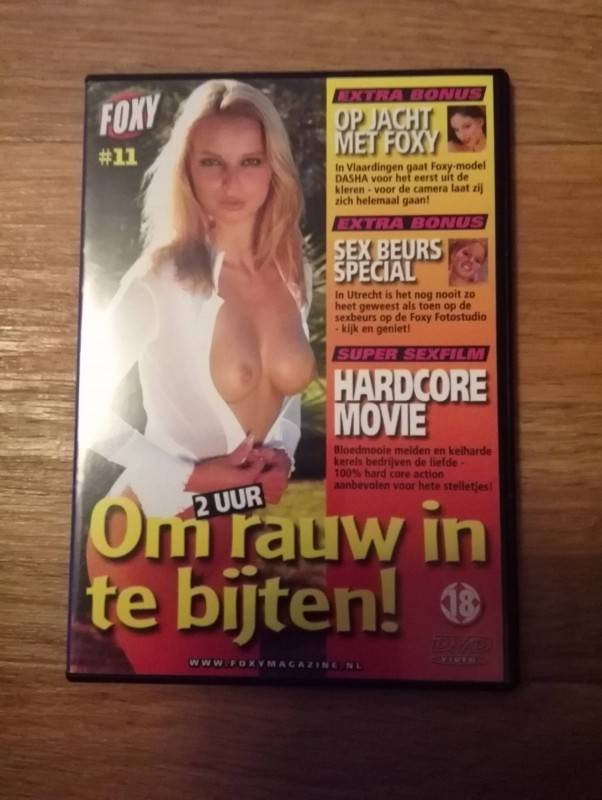 FOXY
#11
EXTRA BONUS
OP JACHT
MET FOXY
In Vlaardingen gaat Foxy-model
DASHA voor het eerst uit de
kleren - voor de camera laat zij
zich helemaal gaan!
EXTRA BONUS
SEX BEURS
SPECIAL
In Utrecht is het nog nooit zo
heet geweest als toen op de
sexbeurs op de Foxy Fotostudio
- kijk en geniet!
SUPER SEXFILM
HARDCORE
MOVIE
Bloedmooie meiden en keiharde
kerels bedrijven de liefde -
100% hard core action
aanbevolen voor hete stelletjes!
2 UUR
Om rauw in
te bijten!
18
DVD
VIDEO
WWW.FOXYMAGAZINE.NL